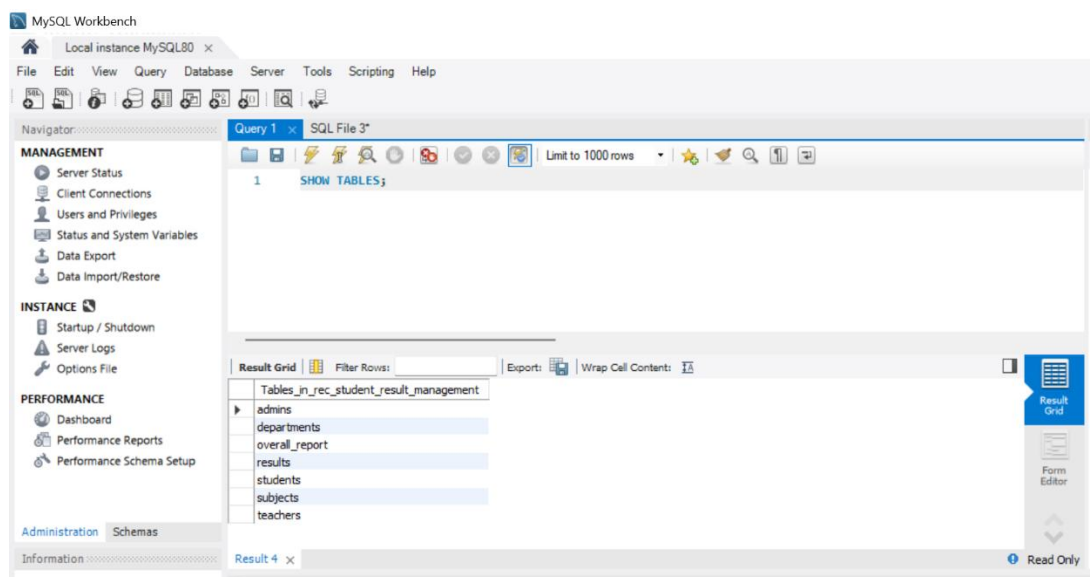 MySQL Workbench
Local instance MySQL80
File Edit View Query Database Server Tools Scripting Help
Navigator
Query 1
SQL File 3*
MANAGEMENT
Server Status
Client Connections
Users and Privileges
Status and System Variables
Data Export
Data Import/Restore
INSTANCE
Startup / Shutdown
Server Logs
Options File
PERFORMANCE
Dashboard
Performance Reports
Performance Schema Setup
Administration Schemas
Information
Limit to 1000 rows
1 SHOW TABLES;
Result Grid Filter Rows: Export: Wrap Cell Content:
Tables_in_rec_student_result_management
admins
departments
overall_report
results
students
subjects
teachers
Result
Grid
Form
Editor
Result 4
Read Only